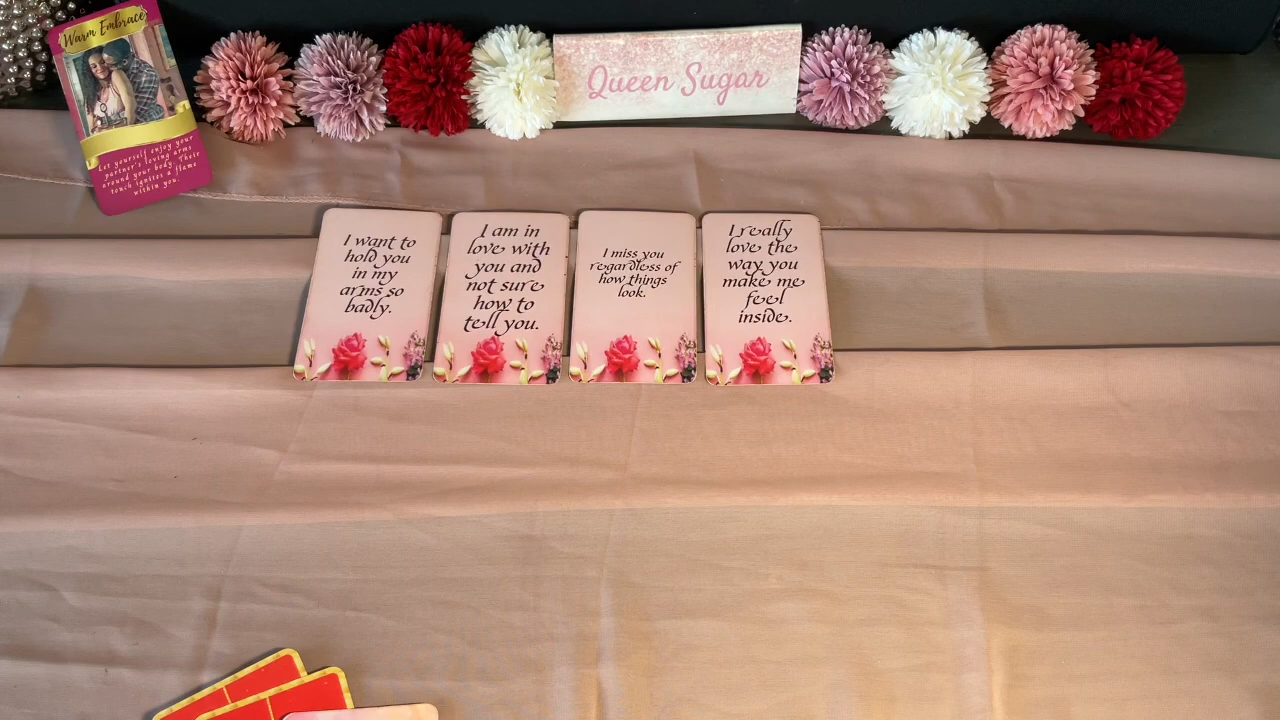 Warm Embrace
Let yourself enjoy your
partner's loving arms
around your body. Their
touch ignites a flame
within you.
Queen Sugar
I want to
hold you
in my
arms so
badly.
I am in
love with
you and
not sure
how to
tell you.
I miss you
regardless of
how things
look.
I really
love the
way you
make me
feel
inside.